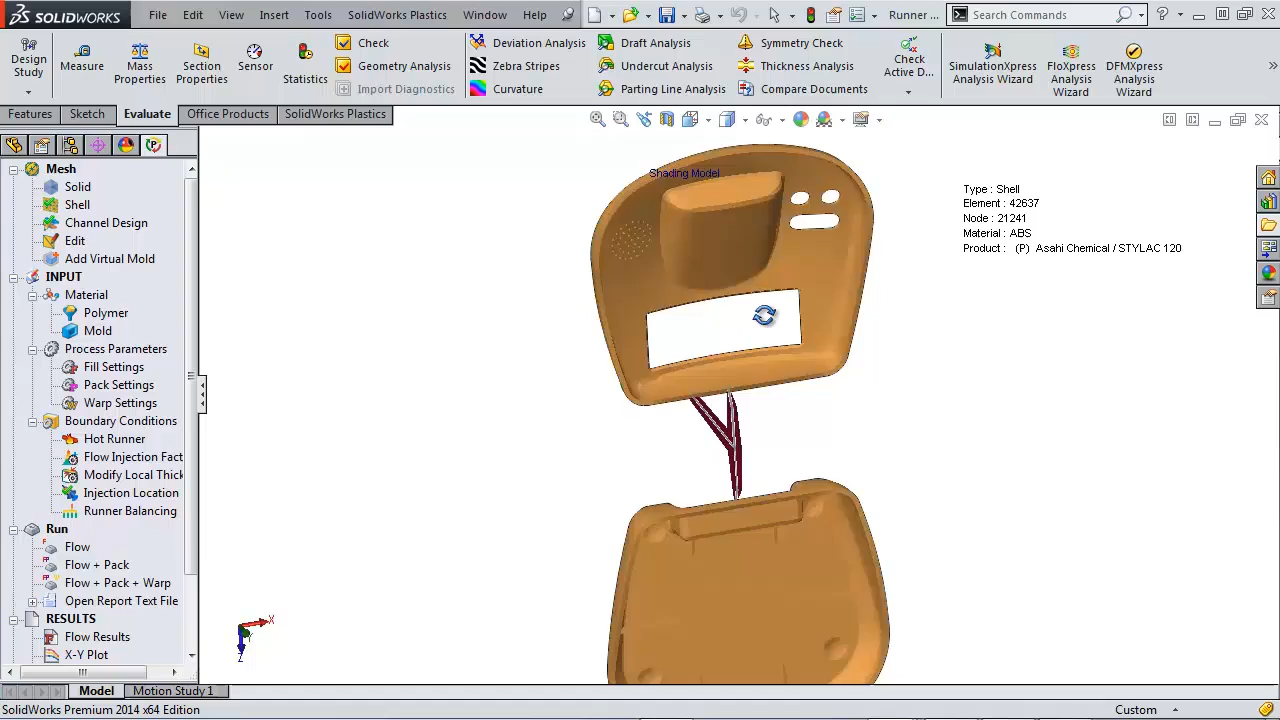 SOLIDWORKS
File Edit View Insert Tools SolidWorks Plastics Window Help
Runner ...
Search Commands
Design Study
Measure
Mass Properties
Section Properties
Sensor
Statistics
Check
Geometry Analysis
Import Diagnostics
Deviation Analysis
Zebra Stripes
Curvature
Draft Analysis
Undercut Analysis
Parting Line Analysis
Symmetry Check
Thickness Analysis
Compare Documents
Check Active D...
SimulationXpress Analysis Wizard
FloXpress Analysis Wizard
DFMXpress Analysis Wizard
Features Sketch Evaluate Office Products SolidWorks Plastics
Mesh
Solid
Shell
Channel Design
Edit
Add Virtual Mold
INPUT
Material
Polymer
Mold
Process Parameters
Fill Settings
Pack Settings
Warp Settings
Boundary Conditions
Hot Runner
Flow Injection Fact
Modify Local Thick
Injection Location
Runner Balancing
Run
Flow
Flow + Pack
Flow + Pack + Warp
Open Report Text File
RESULTS
Flow Results
X-Y Plot
Shading Model
Type : Shell
Element : 42637
Node : 21241
Material : ABS
Product : (P) Asahi Chemical / STYLAC 120
X
Z
Model Motion Study 1
SolidWorks Premium 2014 x64 Edition
Custom